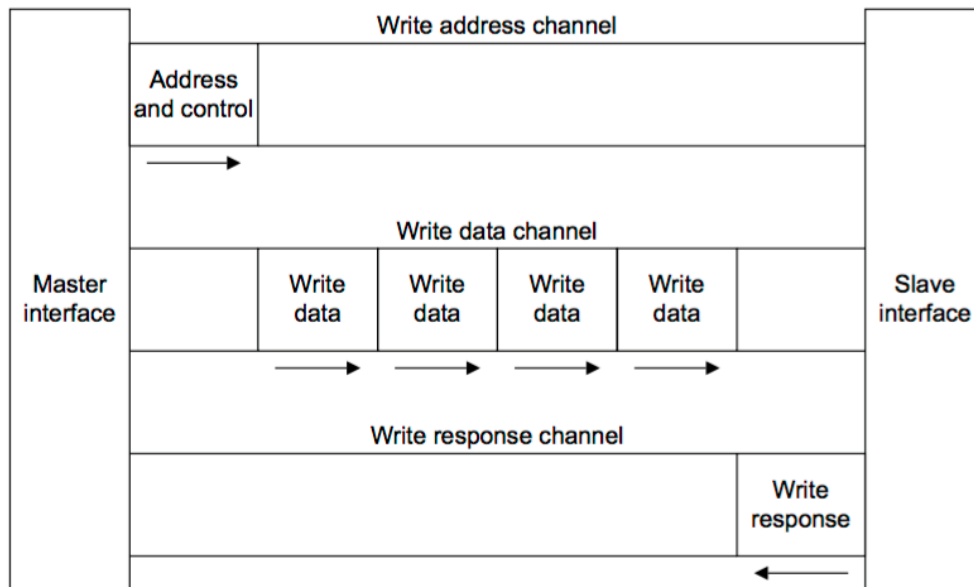 Write address channel
Address
and control
Write data channel
Master
interface
Write
data
Write
data
Write
data
Write
data
Slave
interface
Write response channel
Write
response